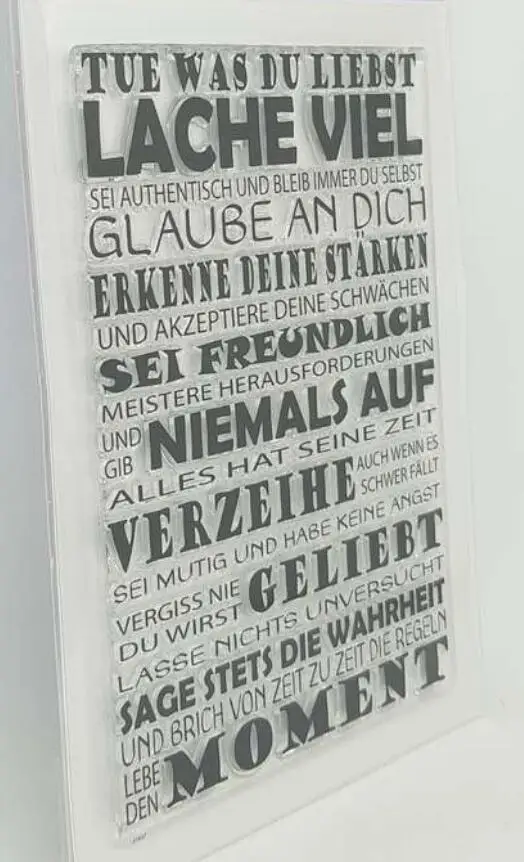 TUE WAS DU LIEBST
LACHE VIEL
SEI AUTHENTISCH UND BLEIB IMMER DU SELBST
GLAUBE AN DICH
ERKENNE DEINE STÄRKEN
UND AKZEPTIERE DEINE SCHWÄCHEN
SEI FREUNDLICH
MEISTERE HERAUSFORDERUNGEN
UND GIB NIEMALS AUF
ALLES HAT SEINE ZEIT
VERZEIHE AUCH WENN ES SCHWER FÄLLT
SEI MUTIG UND HABE KEINE ANGST
VERGISS NIE
DU WIRST GELIEBT
LASSE NICHTS UNVERSUCHT
SAGE STETS DIE WAHRHEIT
UND BRICH VON ZEIT ZU ZEIT DIE REGELN
LEBE DEN MOMENT